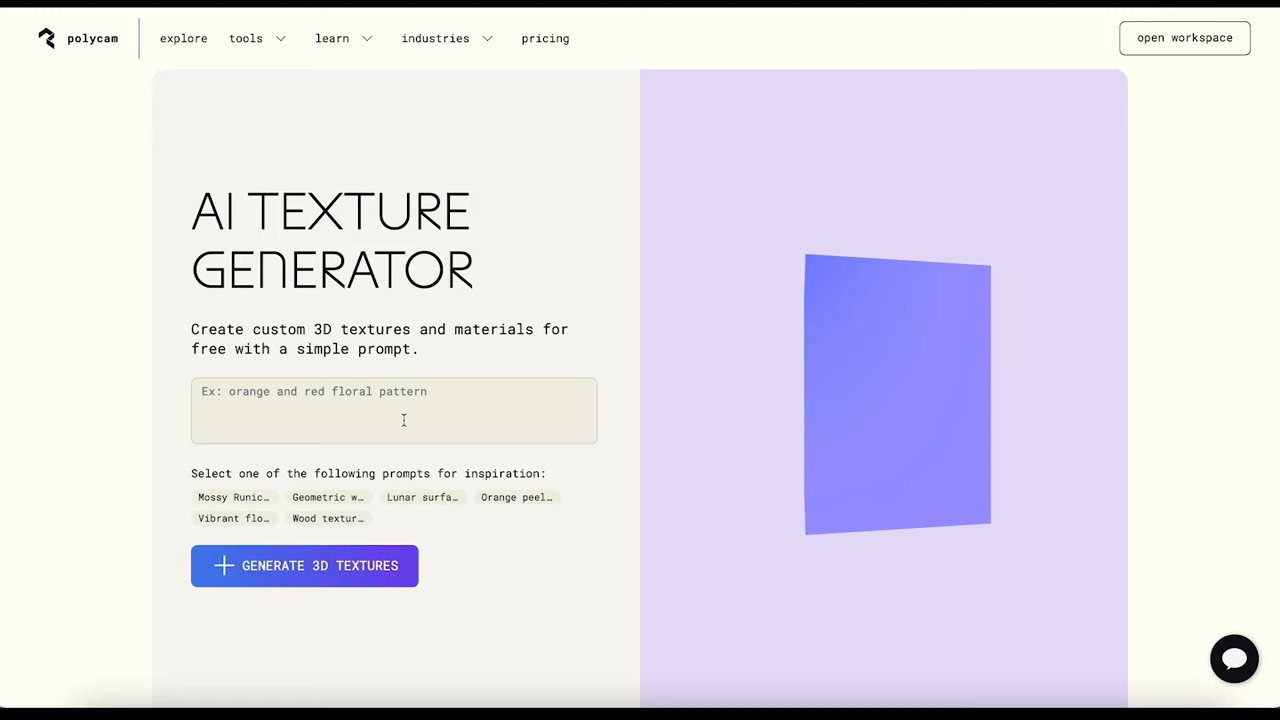 polycam
explore
tools
learn
industries
pricing
open workspace
AI TEXTURE
GENERATOR
Create custom 3D textures and materials for
free with a simple prompt.
Ex: orange and red floral pattern
Select one of the following prompts for inspiration:
Mossy Runic… Geometric w… Lunar surfa… Orange peel…
Vibrant flo… Wood textur…
GENERATE 3D TEXTURES